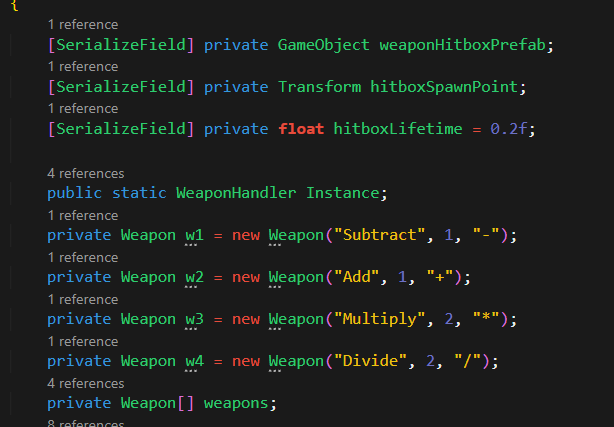 {
1 reference
[SerializeField] private GameObject weaponHitboxPrefab;
1 reference
[SerializeField] private Transform hitboxSpawnPoint;
1 reference
[SerializeField] private float hitboxLifetime = 0.2f;
4 references
public static WeaponHandler Instance;
1 reference
private Weapon w1 = new Weapon("Subtract", 1, "-");
1 reference
private Weapon w2 = new Weapon("Add", 1, "+");
1 reference
private Weapon w3 = new Weapon("Multiply", 2, "*");
1 reference
private Weapon w4 = new Weapon("Divide", 2, "/");
4 references
private Weapon[] weapons;
8 references